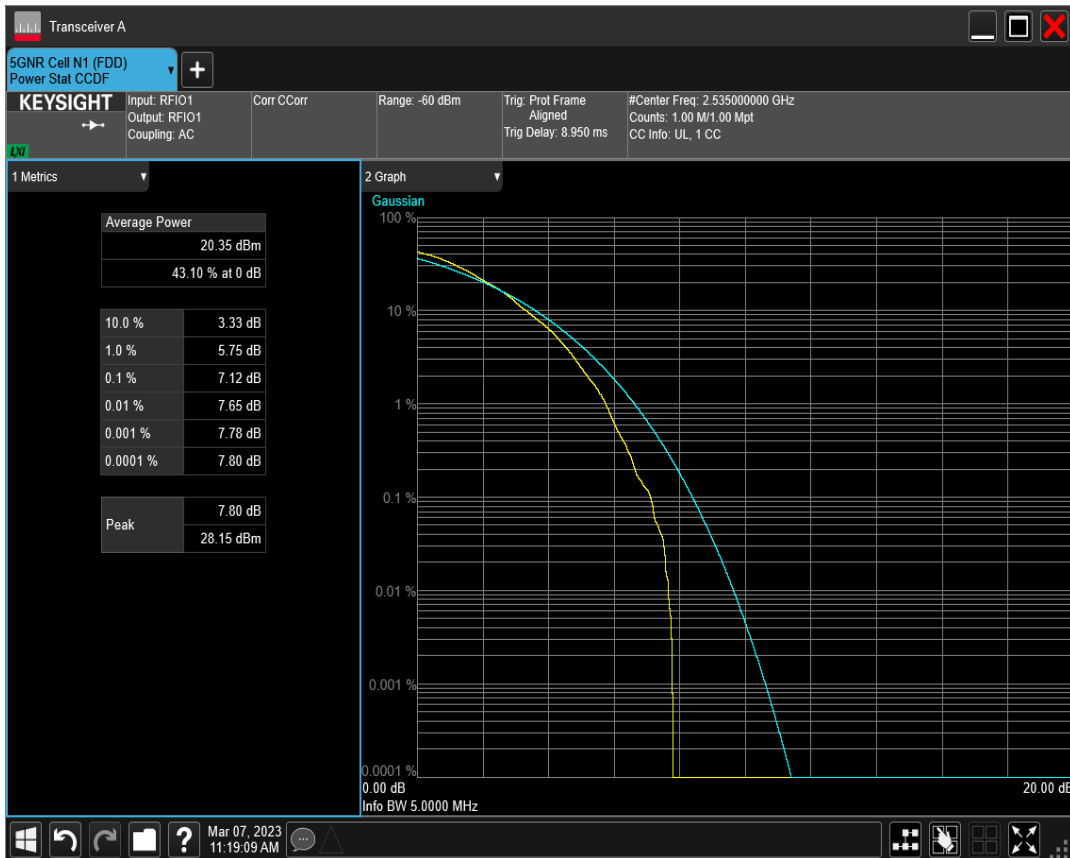 Transceiver A
5GNR Cell N1 (FDD)
Power Stat CCDF
KEYSIGHT
LXI
Input: RFIO1
Output: RFIO1
Coupling: AC
Corr CCorr
Range: -60 dBm
Trig: Prot Frame
Aligned
Trig Delay: 8.950 ms
#Center Freq: 2.535000000 GHz
Counts: 1.00 M/1.00 Mpt
CC Info: UL, 1 CC
1 Metrics
Average Power
20.35 dBm
43.10 % at 0 dB
10.0 % 3.33 dB
1.0 % 5.75 dB
0.1 % 7.12 dB
0.01 % 7.65 dB
0.001 % 7.78 dB
0.0001 % 7.80 dB
Peak
7.80 dB
28.15 dBm
2 Graph
Gaussian
100 %
10 %
1 %
0.1 %
0.01 %
0.001 %
0.0001 %
0.00 dB 20.00 dB
Info BW 5.0000 MHz
?
Mar 07, 2023
11:19:09 AM